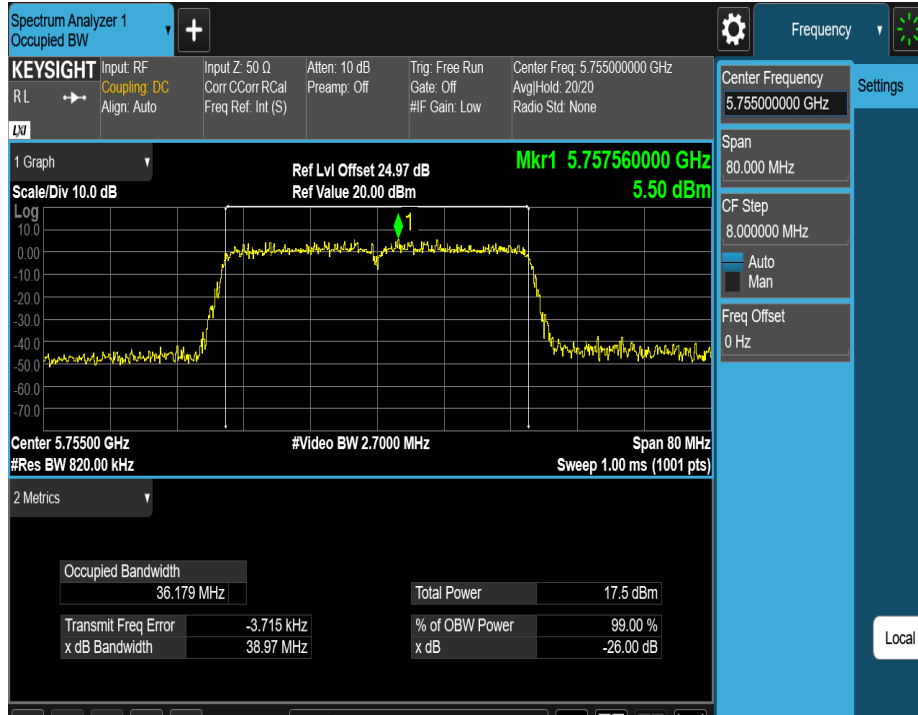 Spectrum Analyzer 1
Occupied BW
Frequency
KEYSIGHT
R L
LXI
Input: RF
Coupling: DC
Align: Auto
Input Z: 50 Ω
Corr CCorr RCal
Freq Ref: Int (S)
Atten: 10 dB
Preamp: Off
Trig: Free Run
Gate: Off
#IF Gain: Low
Center Freq: 5.755000000 GHz
Avg|Hold: 20/20
Radio Std: None
Center Frequency
5.755000000 GHz
Settings
Span
80.000 MHz
CF Step
8.000000 MHz
Auto
Man
Freq Offset
0 Hz
Local
1 Graph
Scale/Div 10.0 dB
Ref Lvl Offset 24.97 dB
Ref Value 20.00 dBm
Mkr1 5.757560000 GHz
5.50 dBm
Log
10.0
0.00
-10.0
-20.0
-30.0
-40.0
-50.0
-60.0
-70.0
1
Center 5.75500 GHz
#Video BW 2.7000 MHz
Span 80 MHz
#Res BW 820.00 kHz
Sweep 1.00 ms (1001 pts)
2 Metrics
Occupied Bandwidth
36.179 MHz
Total Power 17.5 dBm
Transmit Freq Error -3.715 kHz
% of OBW Power 99.00 %
x dB Bandwidth 38.97 MHz
x dB -26.00 dB